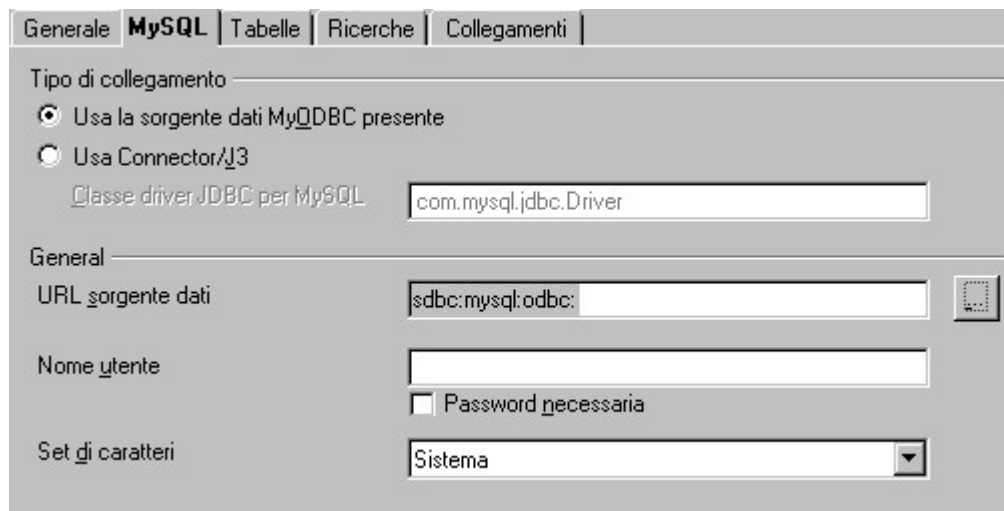 Generale MySQL Tabelle Ricerche Collegamenti
Tipo di collegamento
Usa la sorgente dati MyODBC presente
Usa Connector/J3
Classe driver JDBC per MySQL com.mysql.jdbc.Driver
General
URL sorgente dati sdbc:mysql:odbc: ...
Nome utente
Password necessaria
Set di caratteri Sistema